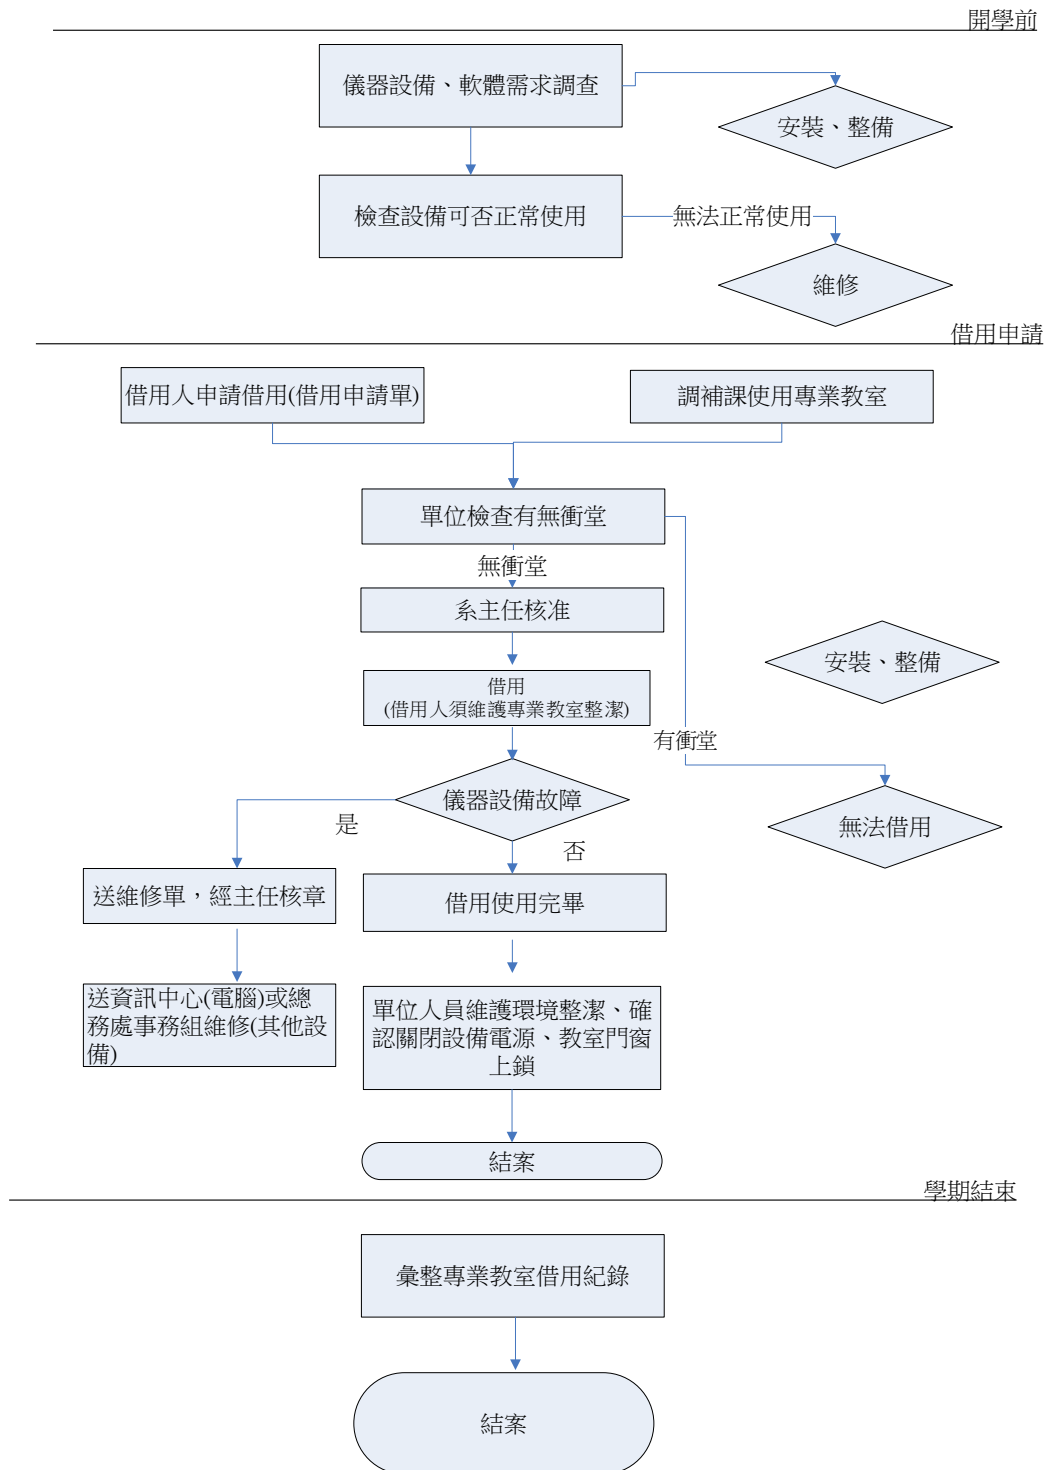 開學前
儀器設備、軟體需求調查
安裝、整備
檢查設備可否正常使用
無法正常使用
維修
借用申請
借用人申請借用(借用申請單)
調補課使用專業教室
單位檢查有無衝堂
無衝堂
系主任核准
安裝、整備
借用
(借用人須維護專業教室整潔)
有衝堂
儀器設備故障
是
無法借用
否
送維修單，經主任核章
借用使用完畢
送資訊中心(電腦)或總
務處事務組維修(其他設
備)
單位人員維護環境整潔、確
認關閉設備電源、教室門窗
上鎖
結案
學期結束
彙整專業教室借用紀錄
結案